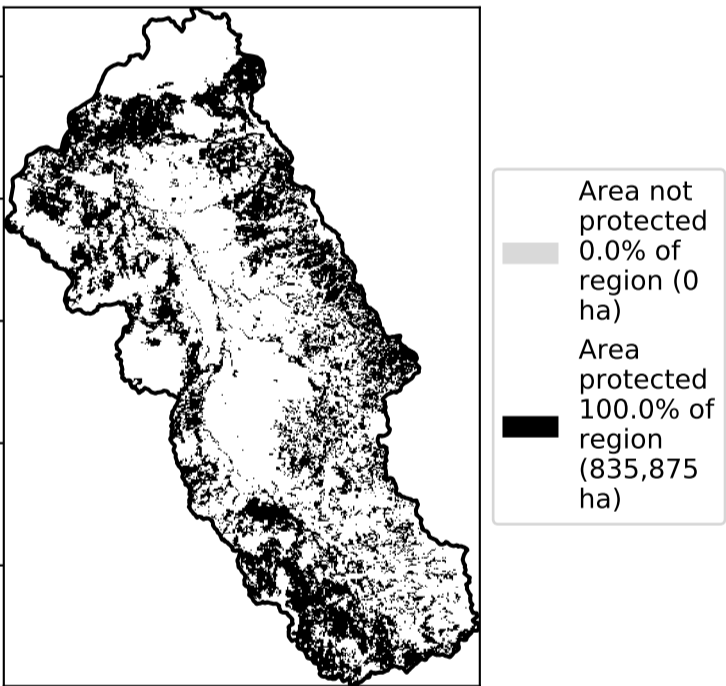 Area not
protected
0.0% of
region (0
ha)
Area
protected
100.0% of
region
(835,875
ha)